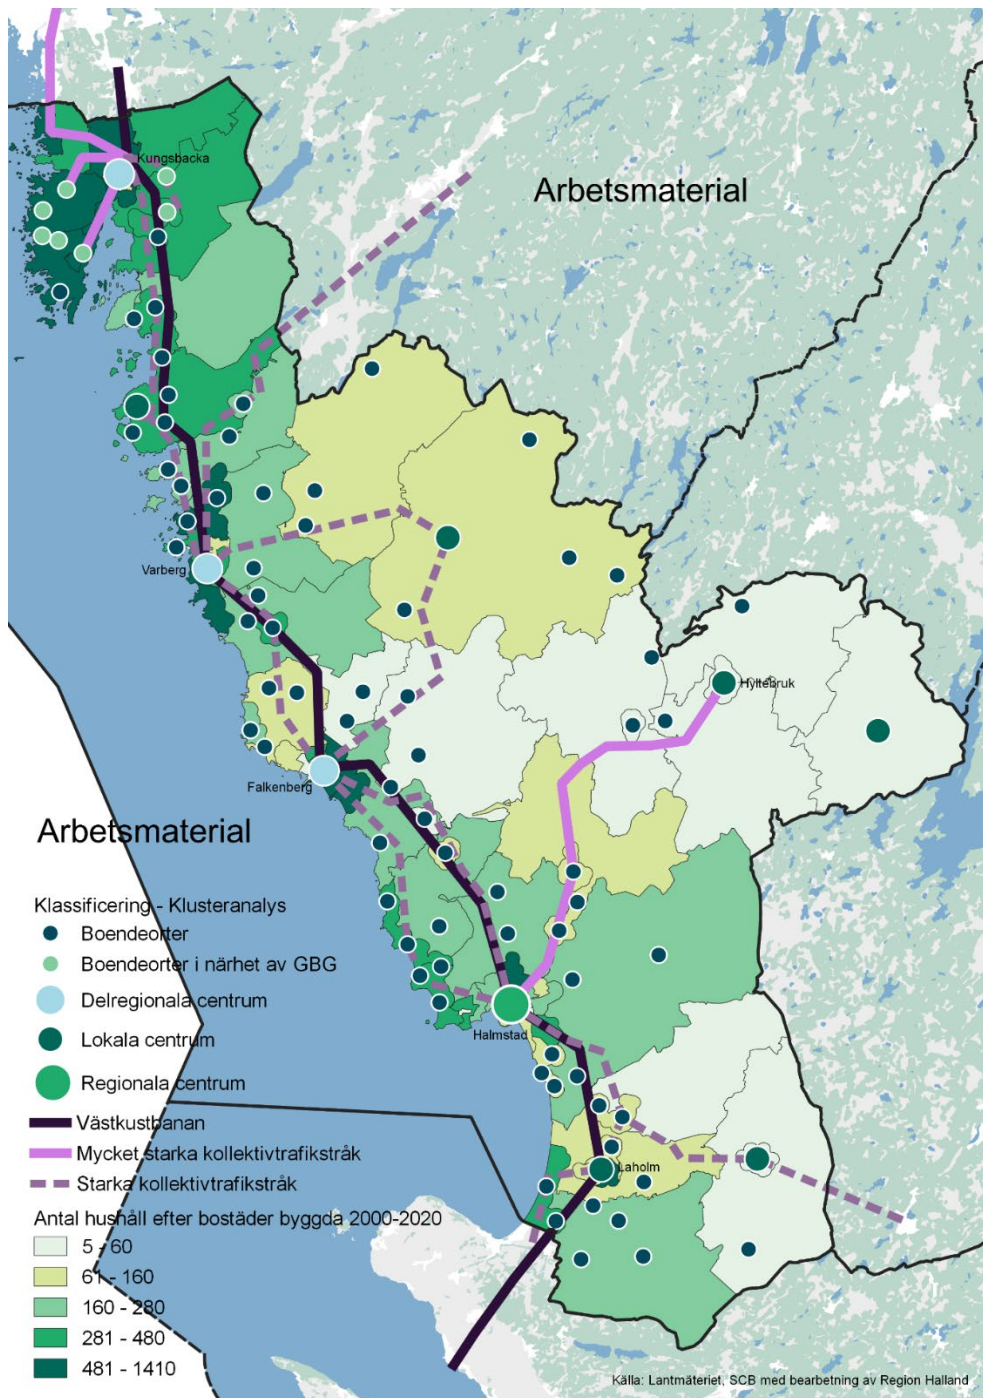 Kungsbacka
Arbetsmaterial
Varberg
Hyltebruk
Falkenberg
Arbetsmaterial
Klassificering - Klusteranalys
Boendeorter
Boendeorter i närhet av GBG
Delregionala centrum
Lokala centrum
Halmstad
Regionala centrum
Västkustbanan
Mycket starka kollektivtrafikstråk
Laholm
Starka kollektivtrafikstråk
Antal hushåll efter bostäder byggda 2000-2020
5 - 60
61 - 160
160 - 280
281 - 480
481 - 1410
Källa: Lantmäteriet, SCB med bearbetning av Region Halland